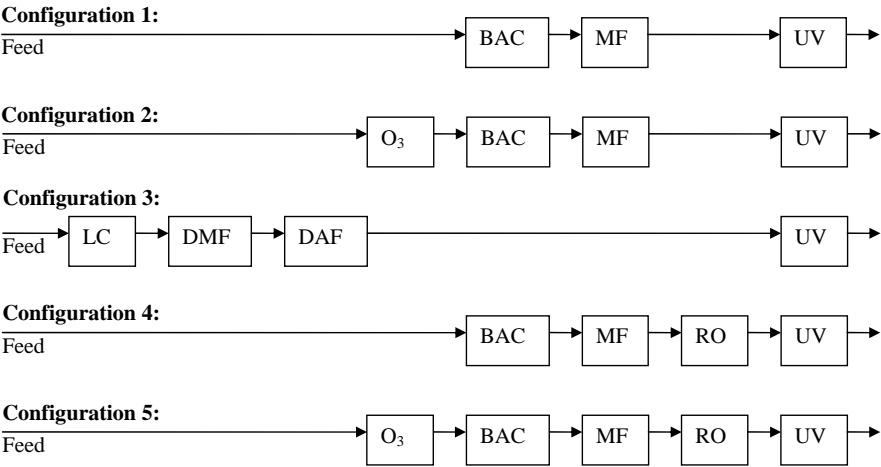 Configuration 1:
Feed BAC MF UV
Configuration 2:
Feed O₃ BAC MF UV
Configuration 3:
Feed LC DMF DAF UV
Configuration 4:
Feed BAC MF RO UV
Configuration 5:
Feed O₃ BAC MF RO UV